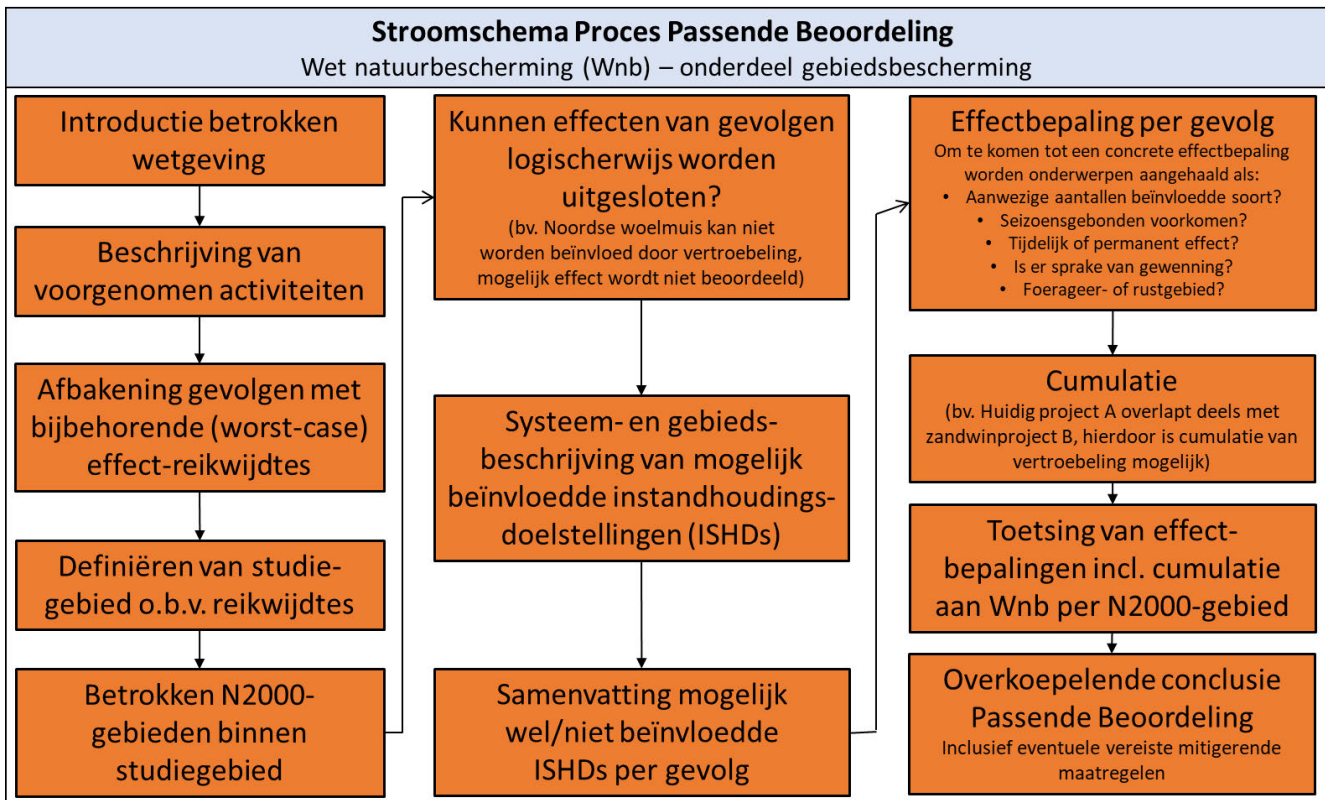 Stroomschema Proces Passende Beoordeling
Wet natuurbescherming (Wnb) – onderdeel gebiedsbescherming
Introductie betrokken
wetgeving
Beschrijving van
voorgenomen activiteiten
Afbakening gevolgen met
bijbehorende (worst-case)
effect-reikwijdtes
Definiëren van studie-
gebied o.b.v. reikwijdtes
Betrokken N2000-
gebieden binnen
studiegebied
Kunnen effecten van gevolgen
logischerwijs worden
uitgesloten?
(bv. Noordse woelmuis kan niet
worden beïnvloed door vertroebeling,
mogelijk effect wordt niet beoordeeld)
Systeem- en gebieds-
beschrijving van mogelijk
beïnvloedde instandhoudings-
doelstellingen (ISHDs)
Samenvatting mogelijk
wel/niet beïnvloedde
ISHDs per gevolg
Effectbepaling per gevolg
Om te komen tot een concrete effectbepaling
worden onderwerpen aangehaald als:
• Aanwezige aantallen beïnvloedde soort?
• Seizoensgebonden voorkomen?
• Tijdelijk of permanent effect?
• Is er sprake van gewenning?
• Foerageer- of rustgebied?
Cumulatie
(bv. Huidig project A overlapt deels met
zandwinproject B, hierdoor is cumulatie van
vertroebeling mogelijk)
Toetsing van effect-
bepalingen incl. cumulatie
aan Wnb per N2000-gebied
Overkoepelende conclusie
Passende Beoordeling
Inclusief eventuele vereiste mitigerende
maatregelen